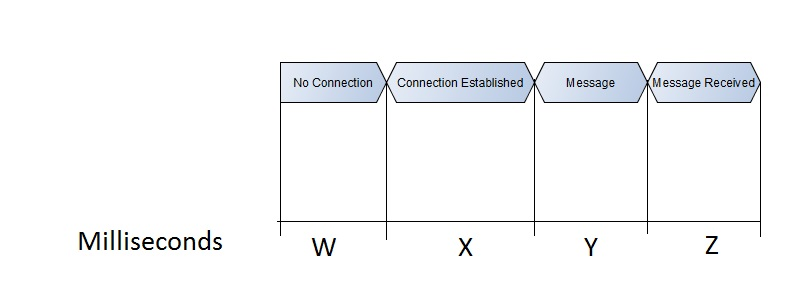 No Connection Connection Established Message Message Received
Milliseconds W X Y Z